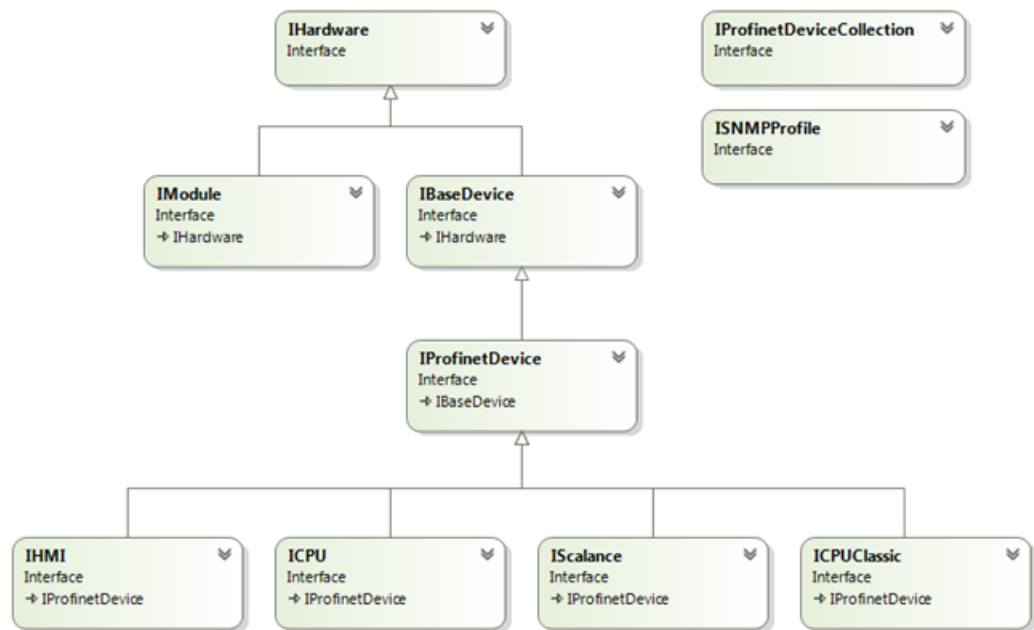 IHardware
Interface
IProfinetDeviceCollection
Interface
ISNMPProfile
Interface
IModule
Interface
IHardware
IBaseDevice
Interface
IHardware
IProfinetDevice
Interface
IBaseDevice
IHMI
Interface
IProfinetDevice
ICPU
Interface
IProfinetDevice
IScalance
Interface
IProfinetDevice
ICPUClassic
Interface
IProfinetDevice